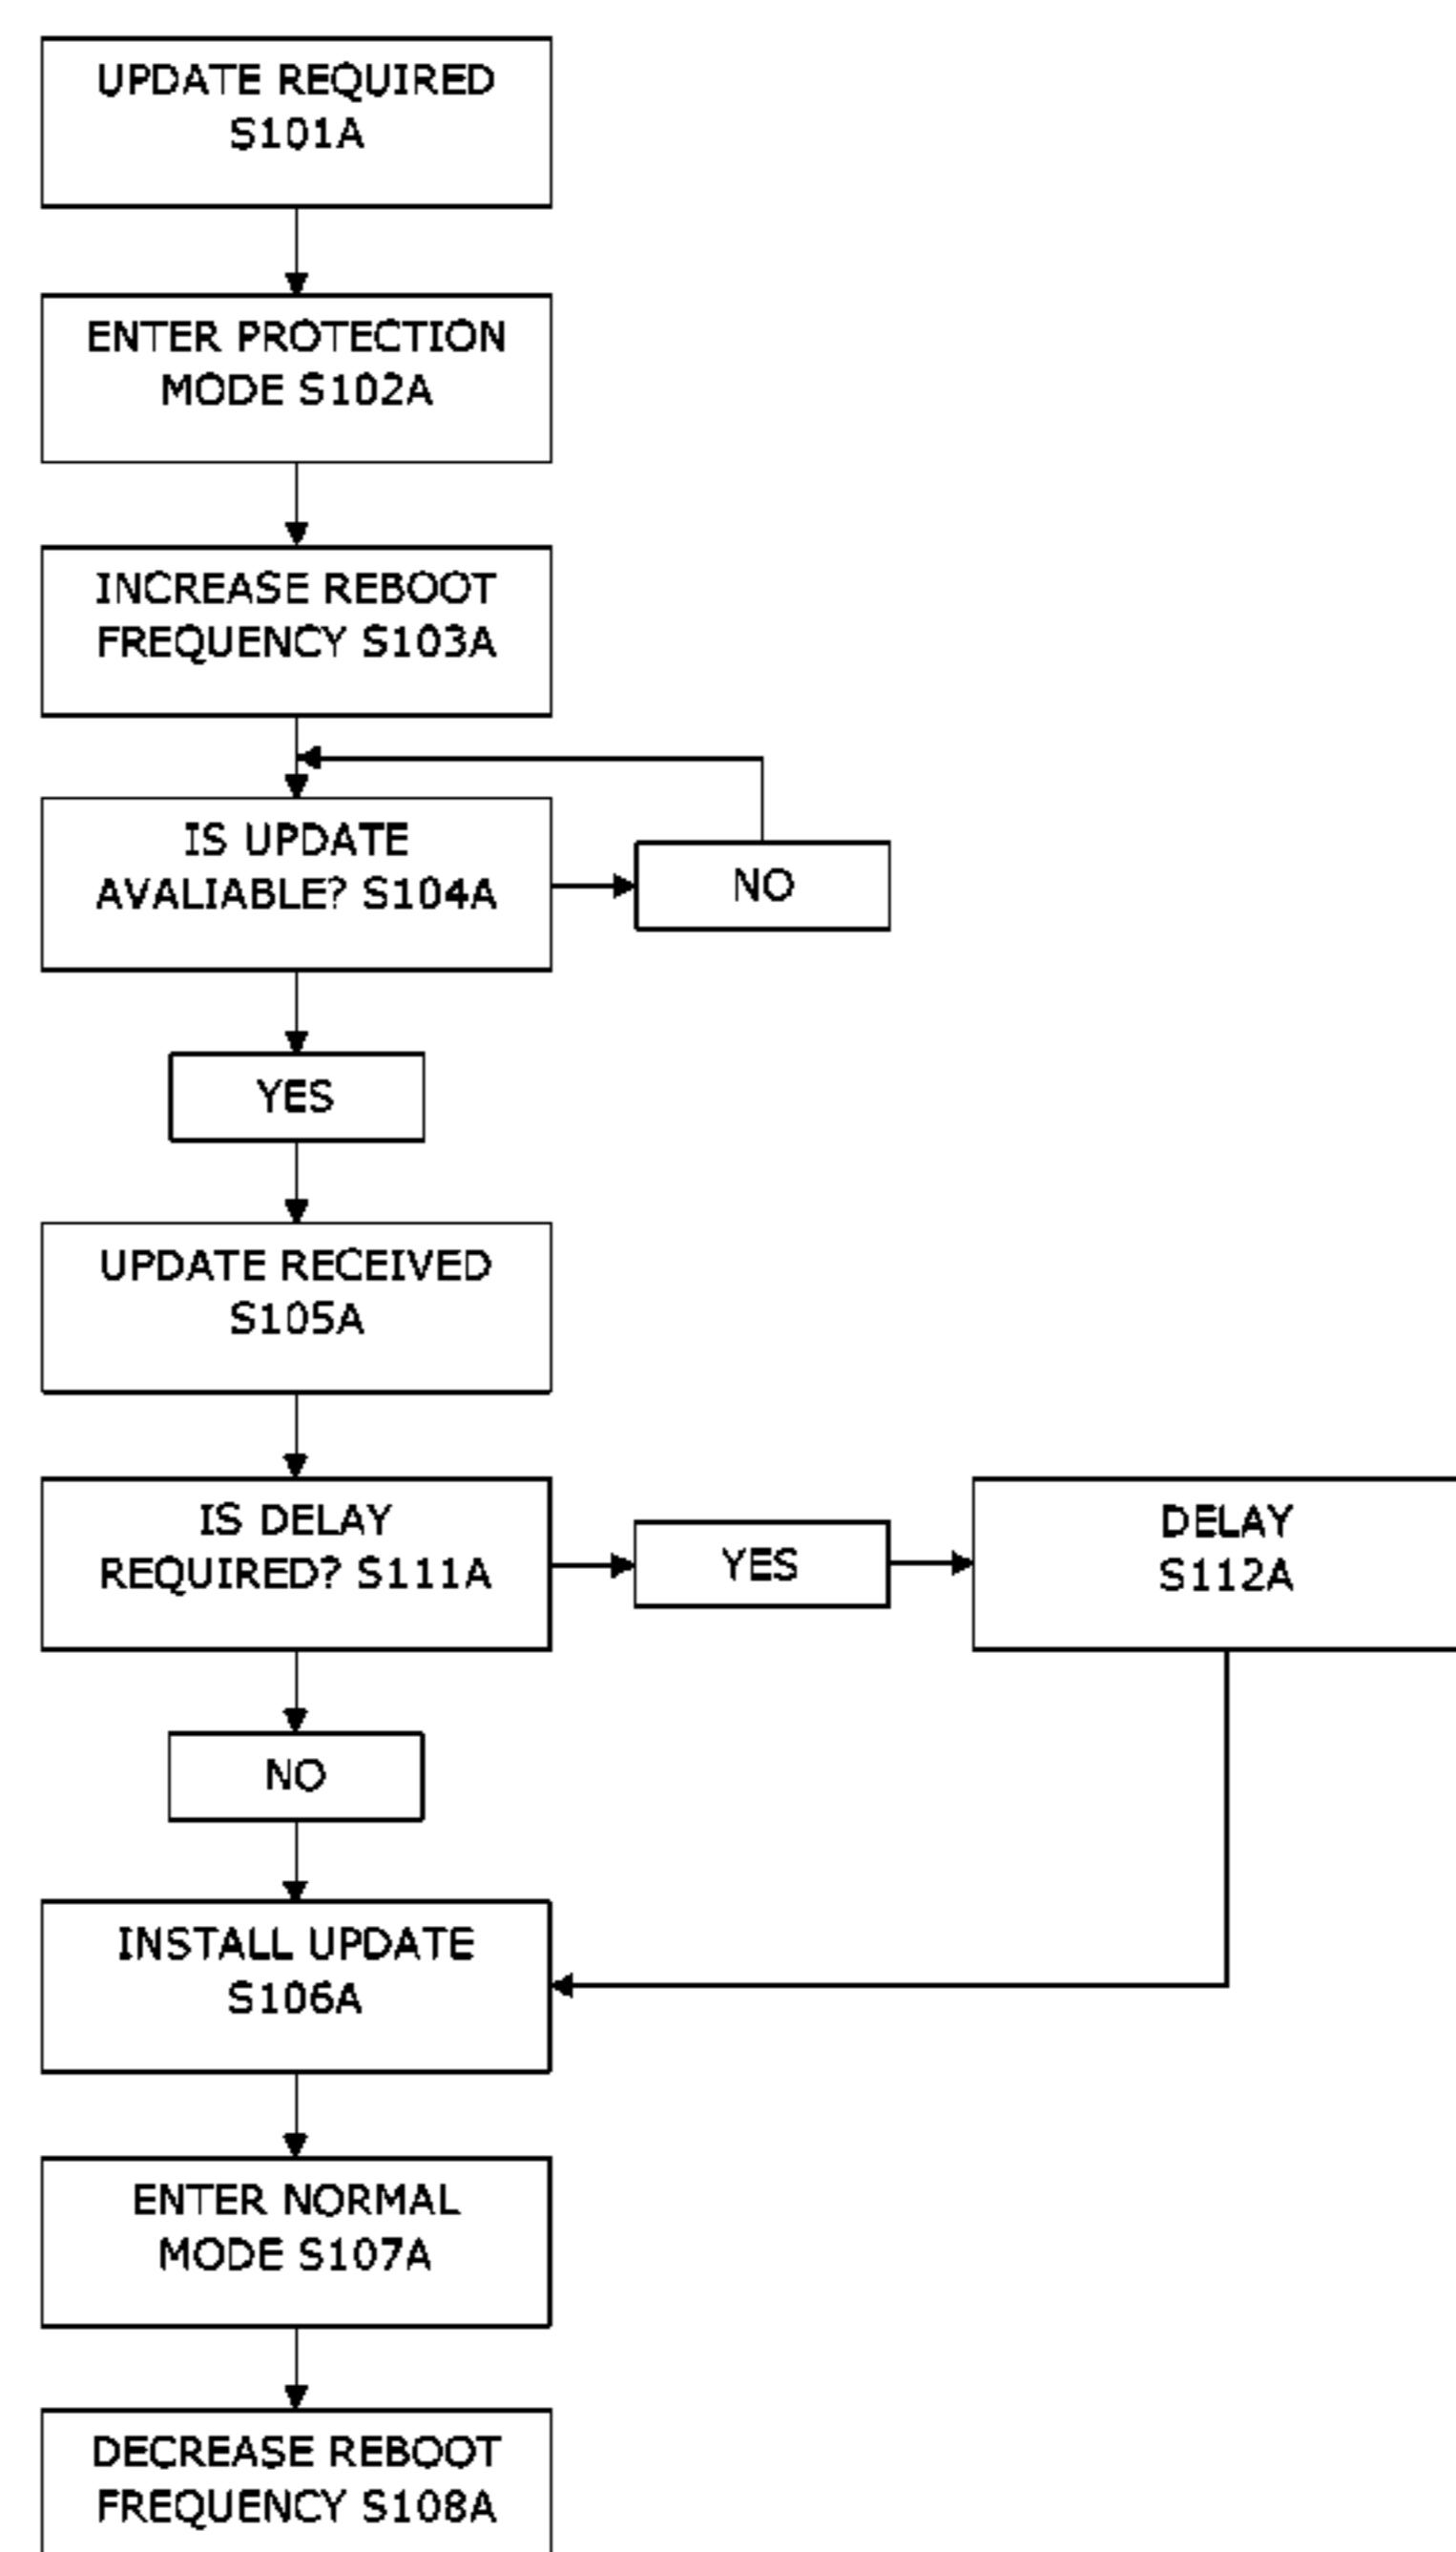 UPDATE REQUIRED
S101A
ENTER PROTECTION
MODE S102A
INCREASE REBOOT
FREQUENCY S103A
IS UPDATE
AVALIABLE? S104A
NO
YES
UPDATE RECEIVED
S105A
IS DELAY
REQUIRED? S111A
YES
DELAY
S112A
NO
INSTALL UPDATE
S106A
ENTER NORMAL
MODE S107A
DECREASE REBOOT
FREQUENCY S108A